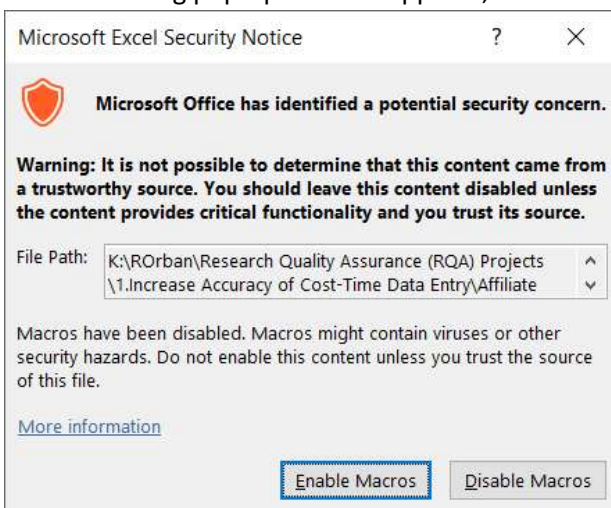 Microsoft Excel Security Notice ?
Microsoft Office has identified a potential security concern.
Warning: It is not possible to determine that this content came from
a trustworthy source. You should leave this content disabled unless
the content provides critical functionality and you trust its source.
File Path: K:\ROrban\Research Quality Assurance (RQA) Projects
\1.Increase Accuracy of Cost-Time Data Entry\Affiliate
Macros have been disabled. Macros might contain viruses or other
security hazards. Do not enable this content unless you trust the source
of this file.
More information
Enable Macros Disable Macros